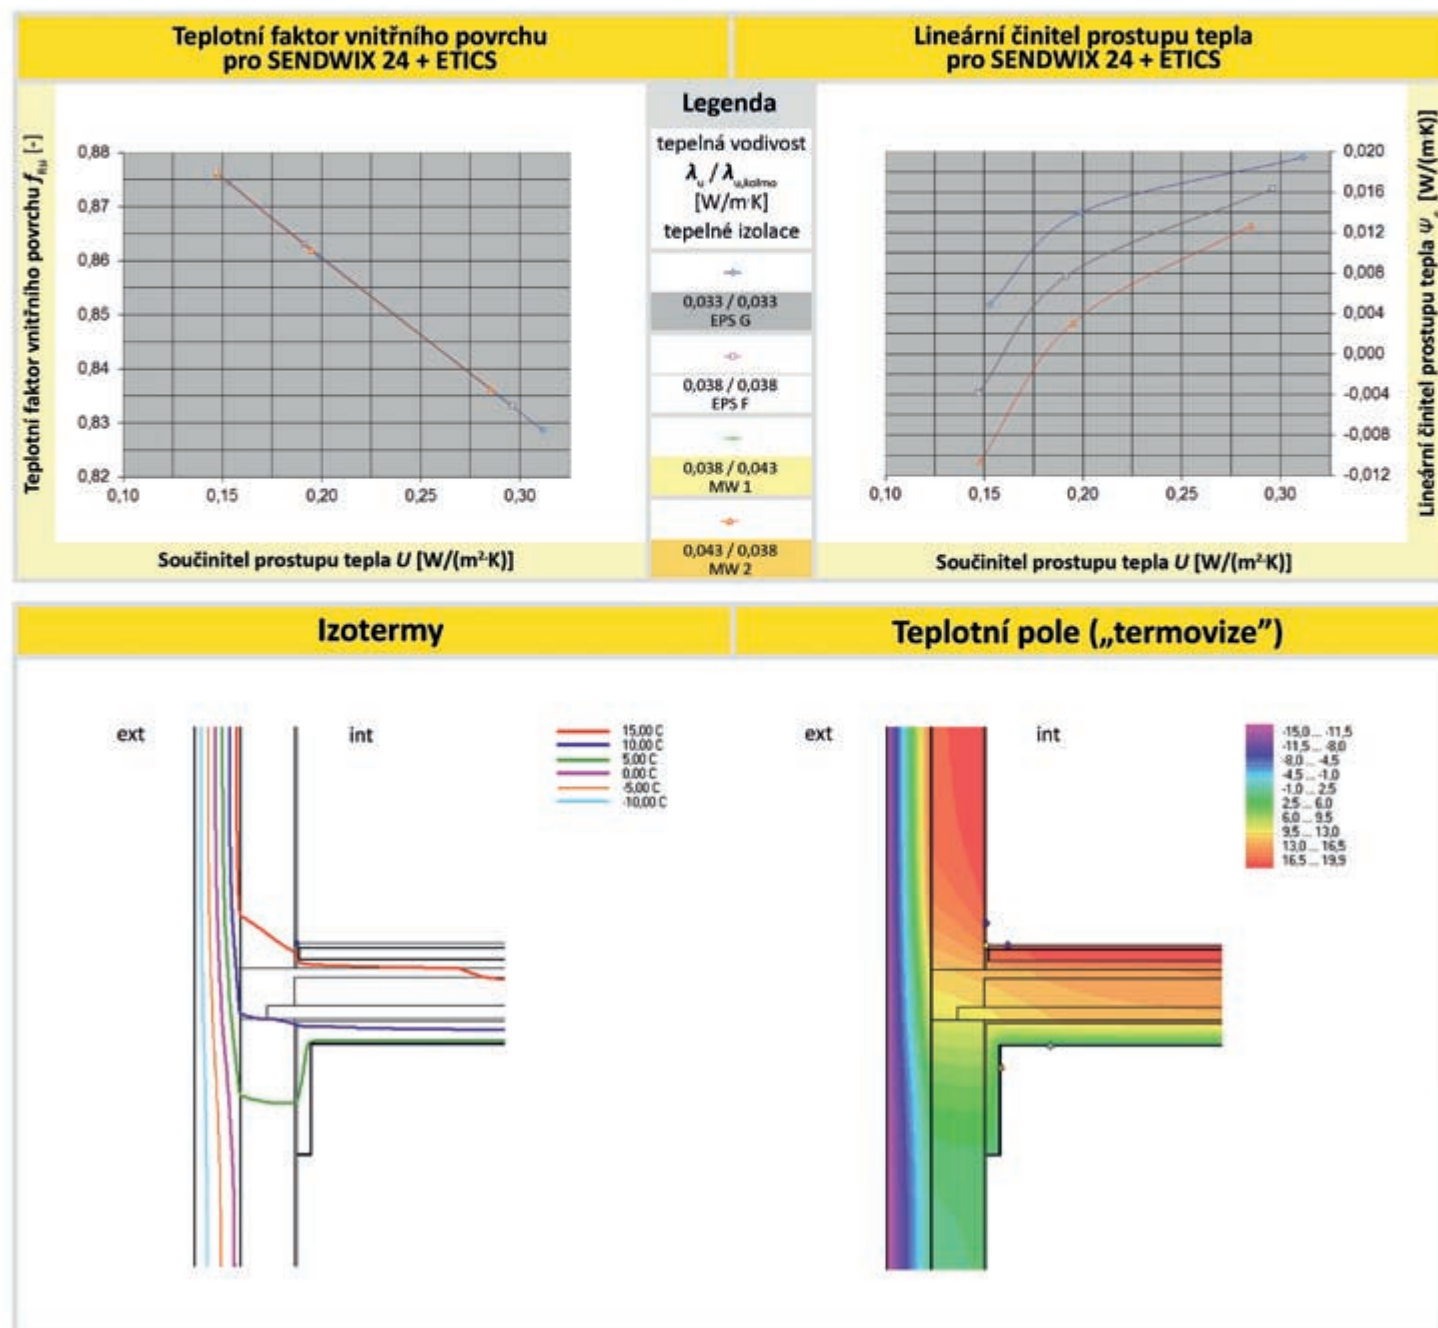 Teplotní faktor vnitřního povrchu
pro SENDWIX 24 + ETICS
Lineární činitel prostupu tepla
pro SENDWIX 24 + ETICS
Teplotní faktor vnitřního povrchu f [-]
0,88
0,87
0,86
0,85
0,84
0,83
0,82
0,10
0,15
0,20
0,25
0,30
Součinitel prostupu tepla U [W/(m²·K)]
Legenda
tepelná vodivost
λu / λu,kolmo
[W/m·K]
tepelné izolace
0,033 / 0,033
EPS G
0,038 / 0,038
EPS F
0,038 / 0,043
MW 1
0,043 / 0,038
MW 2
0,020
0,016
0,012
0,008
0,004
0,000
-0,004
-0,008
-0,012
0,10
0,15
0,20
0,25
0,30
Lineární činitel prostupu tepla Ψ [W/(m·K)]
Součinitel prostupu tepla U [W/(m²·K)]
Izotermy
Teplotní pole („termovize”)
ext
int
15,00 C
10,00 C
5,00 C
0,00 C
-5,00 C
-10,00 C
ext
int
-15,0 ... -11,5
-11,5 ... -8,0
-8,0 ... -4,5
-4,5 ... -1,0
-1,0 ... 2,5
2,5 ... 6,0
6,0 ... 9,5
9,5 ... 13,0
13,0 ... 16,5
16,5 ... 19,9